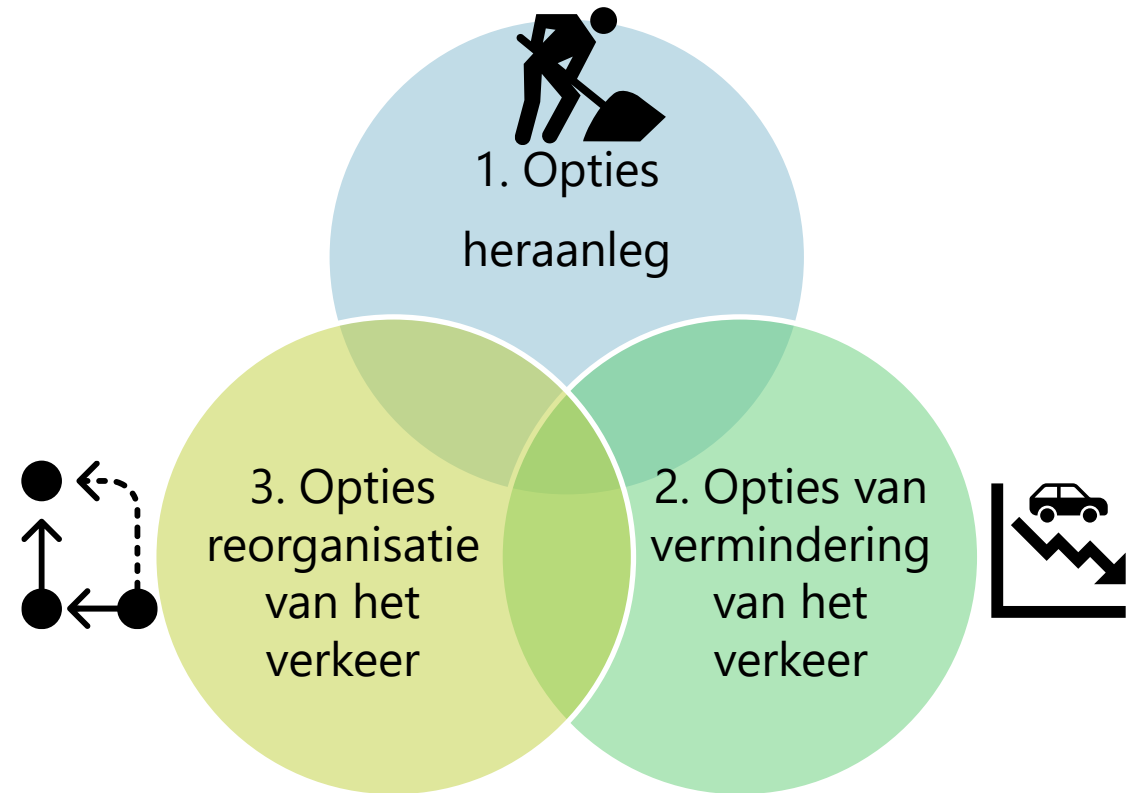 1. Opties
heraanleg
3. Opties
reorganisatie
van het
verkeer
2. Opties van
vermindering
van het
verkeer